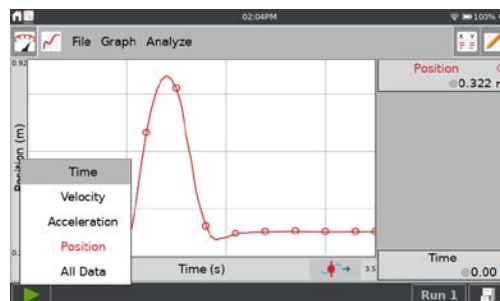 02:04PM 100%
File Graph Analyze
X Y
0.92
Position
0.322
Position (m)
Time
Velocity
Acceleration
Position
All Data
Time (s)
3.5
Time
0.00
Run 1